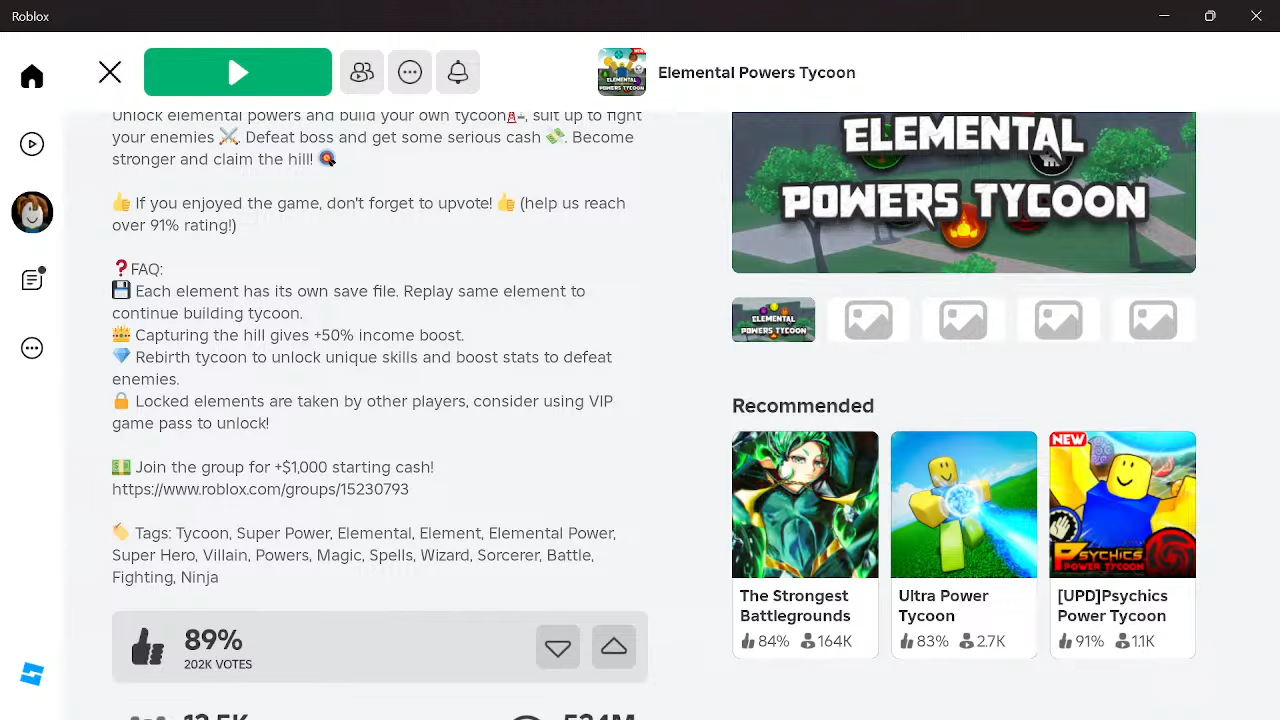 Roblox
Elemental Powers Tycoon
Unlock elemental powers and build your own tycoon, suit up to fight
your enemies ⚔️. Defeat boss and get some serious cash 💸. Become
stronger and claim the hill! 🎯
👍 If you enjoyed the game, don't forget to upvote! 👍 (help us reach
over 91% rating!)
❓FAQ:
💾 Each element has its own save file. Replay same element to
continue building tycoon.
👑 Capturing the hill gives +50% income boost.
💎 Rebirth tycoon to unlock unique skills and boost stats to defeat
enemies.
🔒 Locked elements are taken by other players, consider using VIP
game pass to unlock!
💵 Join the group for +$1,000 starting cash!
https://www.roblox.com/groups/15230793
🏷️ Tags: Tycoon, Super Power, Elemental, Element, Elemental Power,
Super Hero, Villain, Powers, Magic, Spells, Wizard, Sorcerer, Battle,
Fighting, Ninja
89%
202K VOTES
12.5K
524M
ELEMENTAL
POWERS TYCOON
ELEMENTAL
POWERS TYCOON
Recommended
NEW
PSYCHICS
POWER TYCOON
The Strongest
Battlegrounds
84% 164K
Ultra Power
Tycoon
83% 2.7K
[UPD]Psychics
Power Tycoon
91% 1.1K